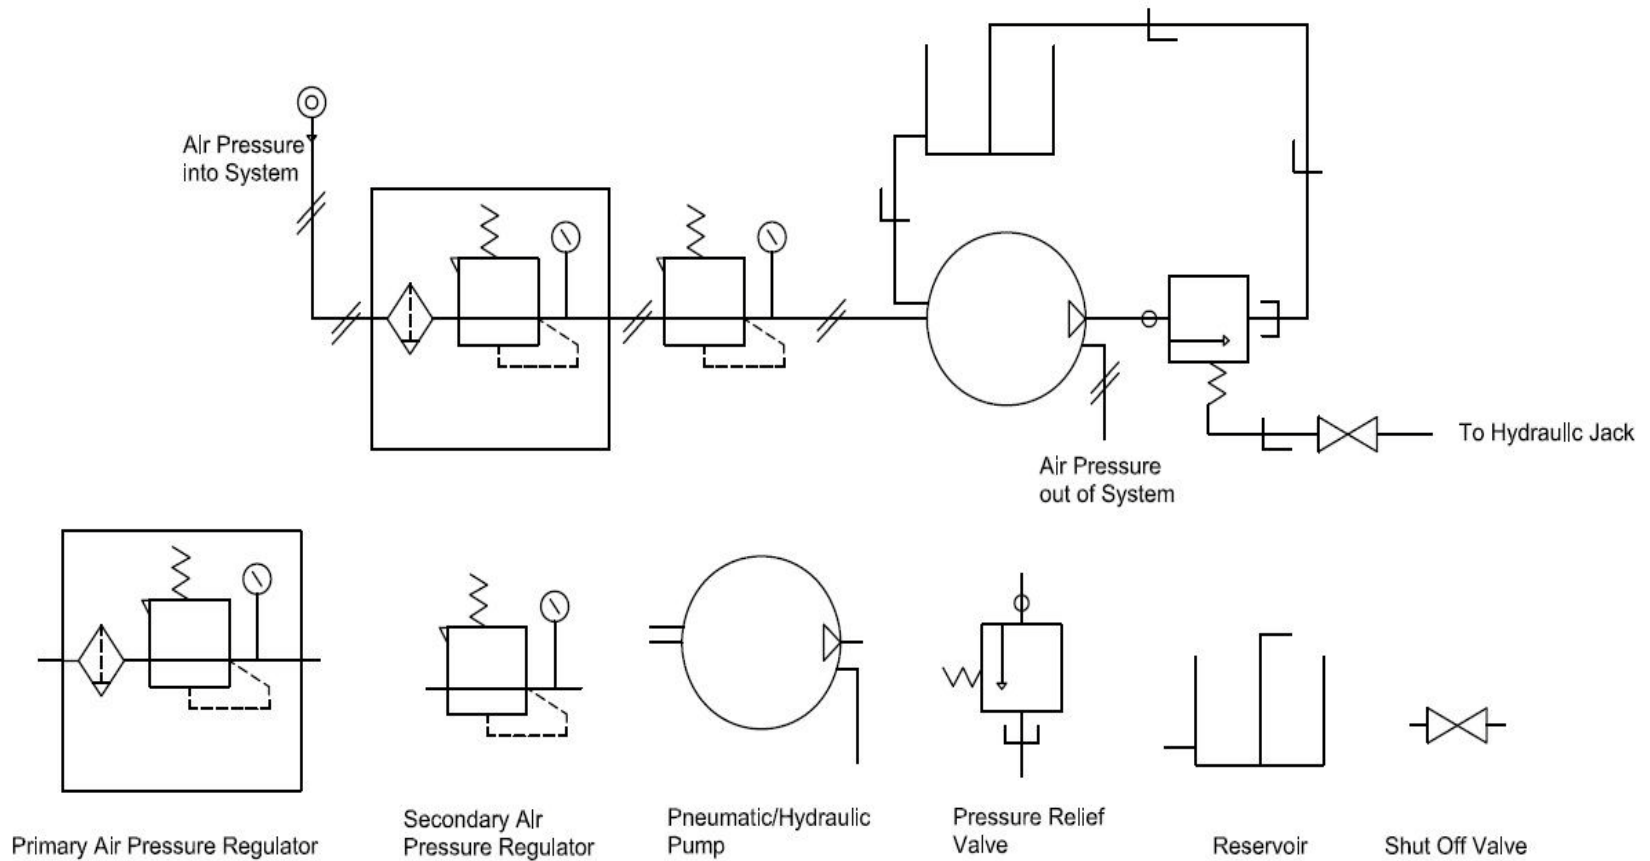 Air Pressure
into System
To Hydraulic Jack
Air Pressure
out of System
Primary Air Pressure Regulator
Secondary Air
Pressure Regulator
Pneumatic/Hydraulic
Pump
Pressure Relief
Valve
Reservoir
Shut Off Valve